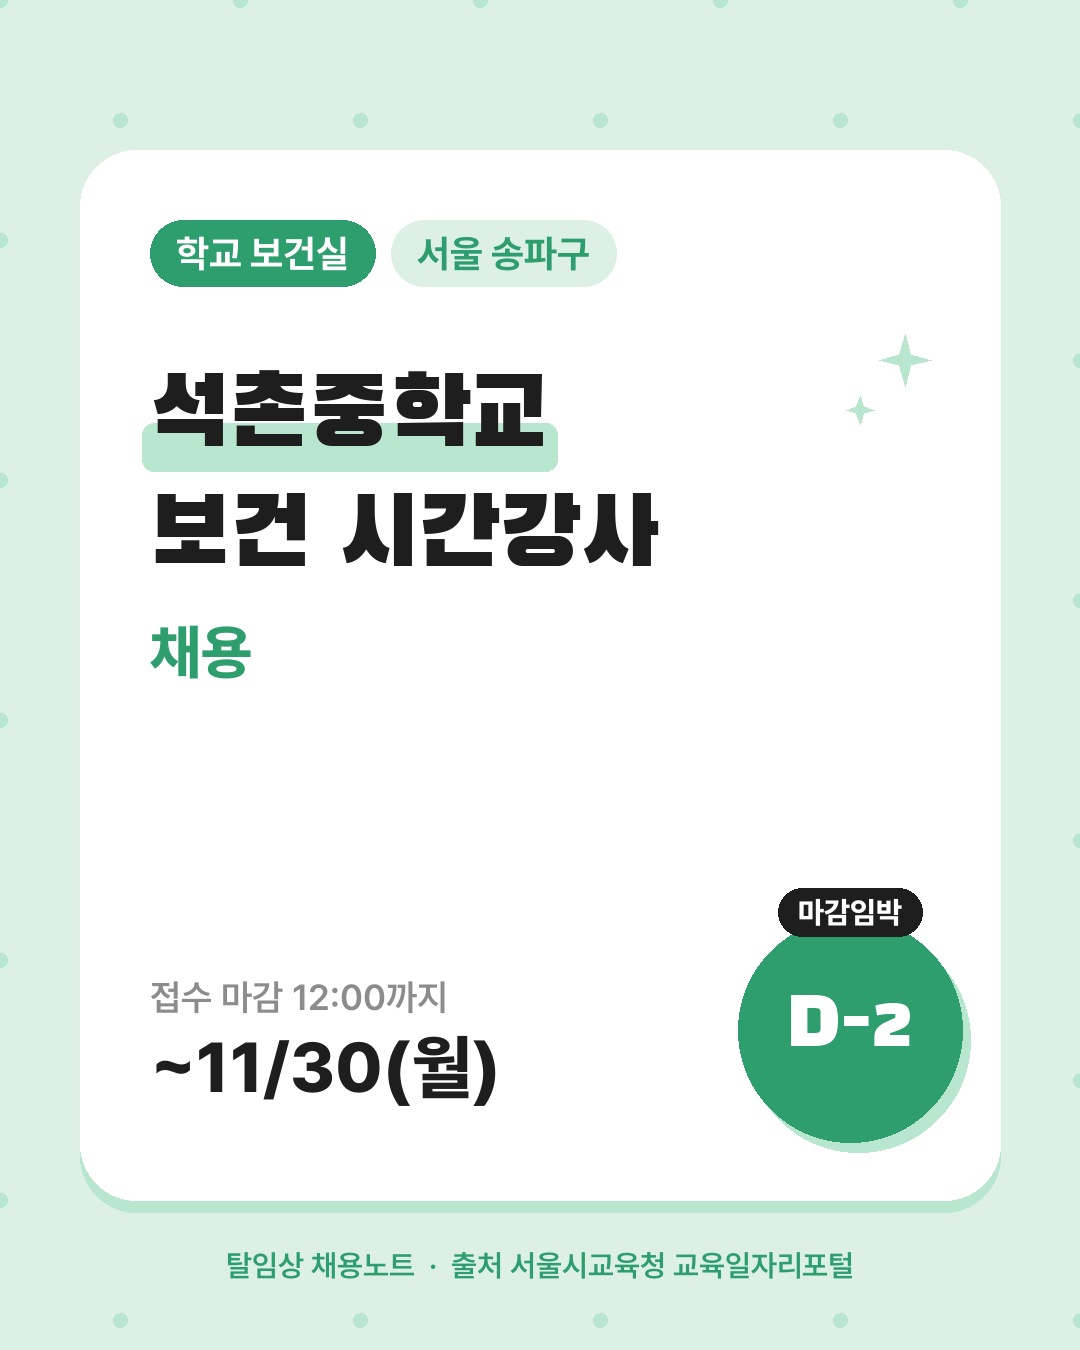 학교 보건실 서울 송파구
석촌중학교
보건 시간강사
채용
마감임박
D-2
접수 마감 12:00까지
~11/30(월)
탈임상 채용노트 · 출처 서울시교육청 교육일자리포털